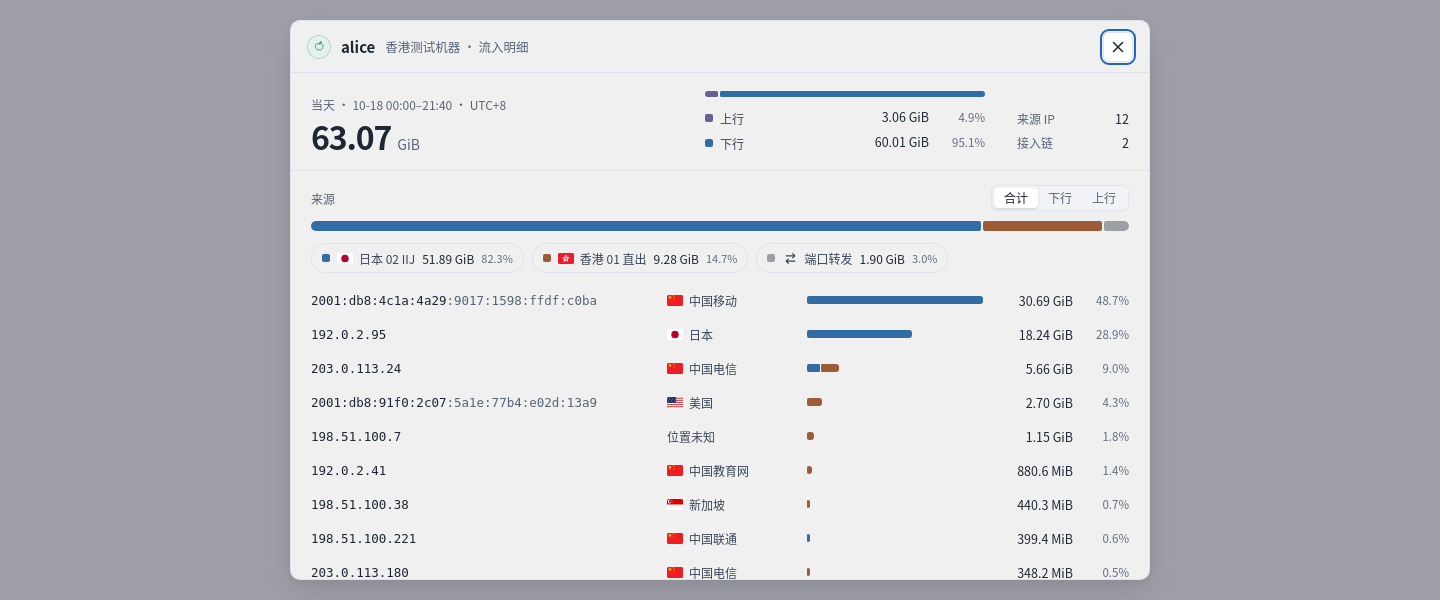 alice 香港测试机器 · 流入明细
当天 · 10-18 00:00–21:40 · UTC+8
63.07 GiB
上行 3.06 GiB 4.9%
下行 60.01 GiB 95.1%
来源 IP 12
接入链 2
来源
合计 下行 上行
日本 02 IIJ 51.89 GiB 82.3%
香港 01 直出 9.28 GiB 14.7%
端口转发 1.90 GiB 3.0%
2001:db8:4c1a:4a29:9017:1598:ffdf:c0ba 中国移动 30.69 GiB 48.7%
192.0.2.95 日本 18.24 GiB 28.9%
203.0.113.24 中国电信 5.66 GiB 9.0%
2001:db8:91f0:2c07:5a1e:77b4:e02d:13a9 美国 2.70 GiB 4.3%
198.51.100.7 位置未知 1.15 GiB 1.8%
192.0.2.41 中国教育网 880.6 MiB 1.4%
198.51.100.38 新加坡 440.3 MiB 0.7%
198.51.100.221 中国联通 399.4 MiB 0.6%
203.0.113.180 中国电信 348.2 MiB 0.5%